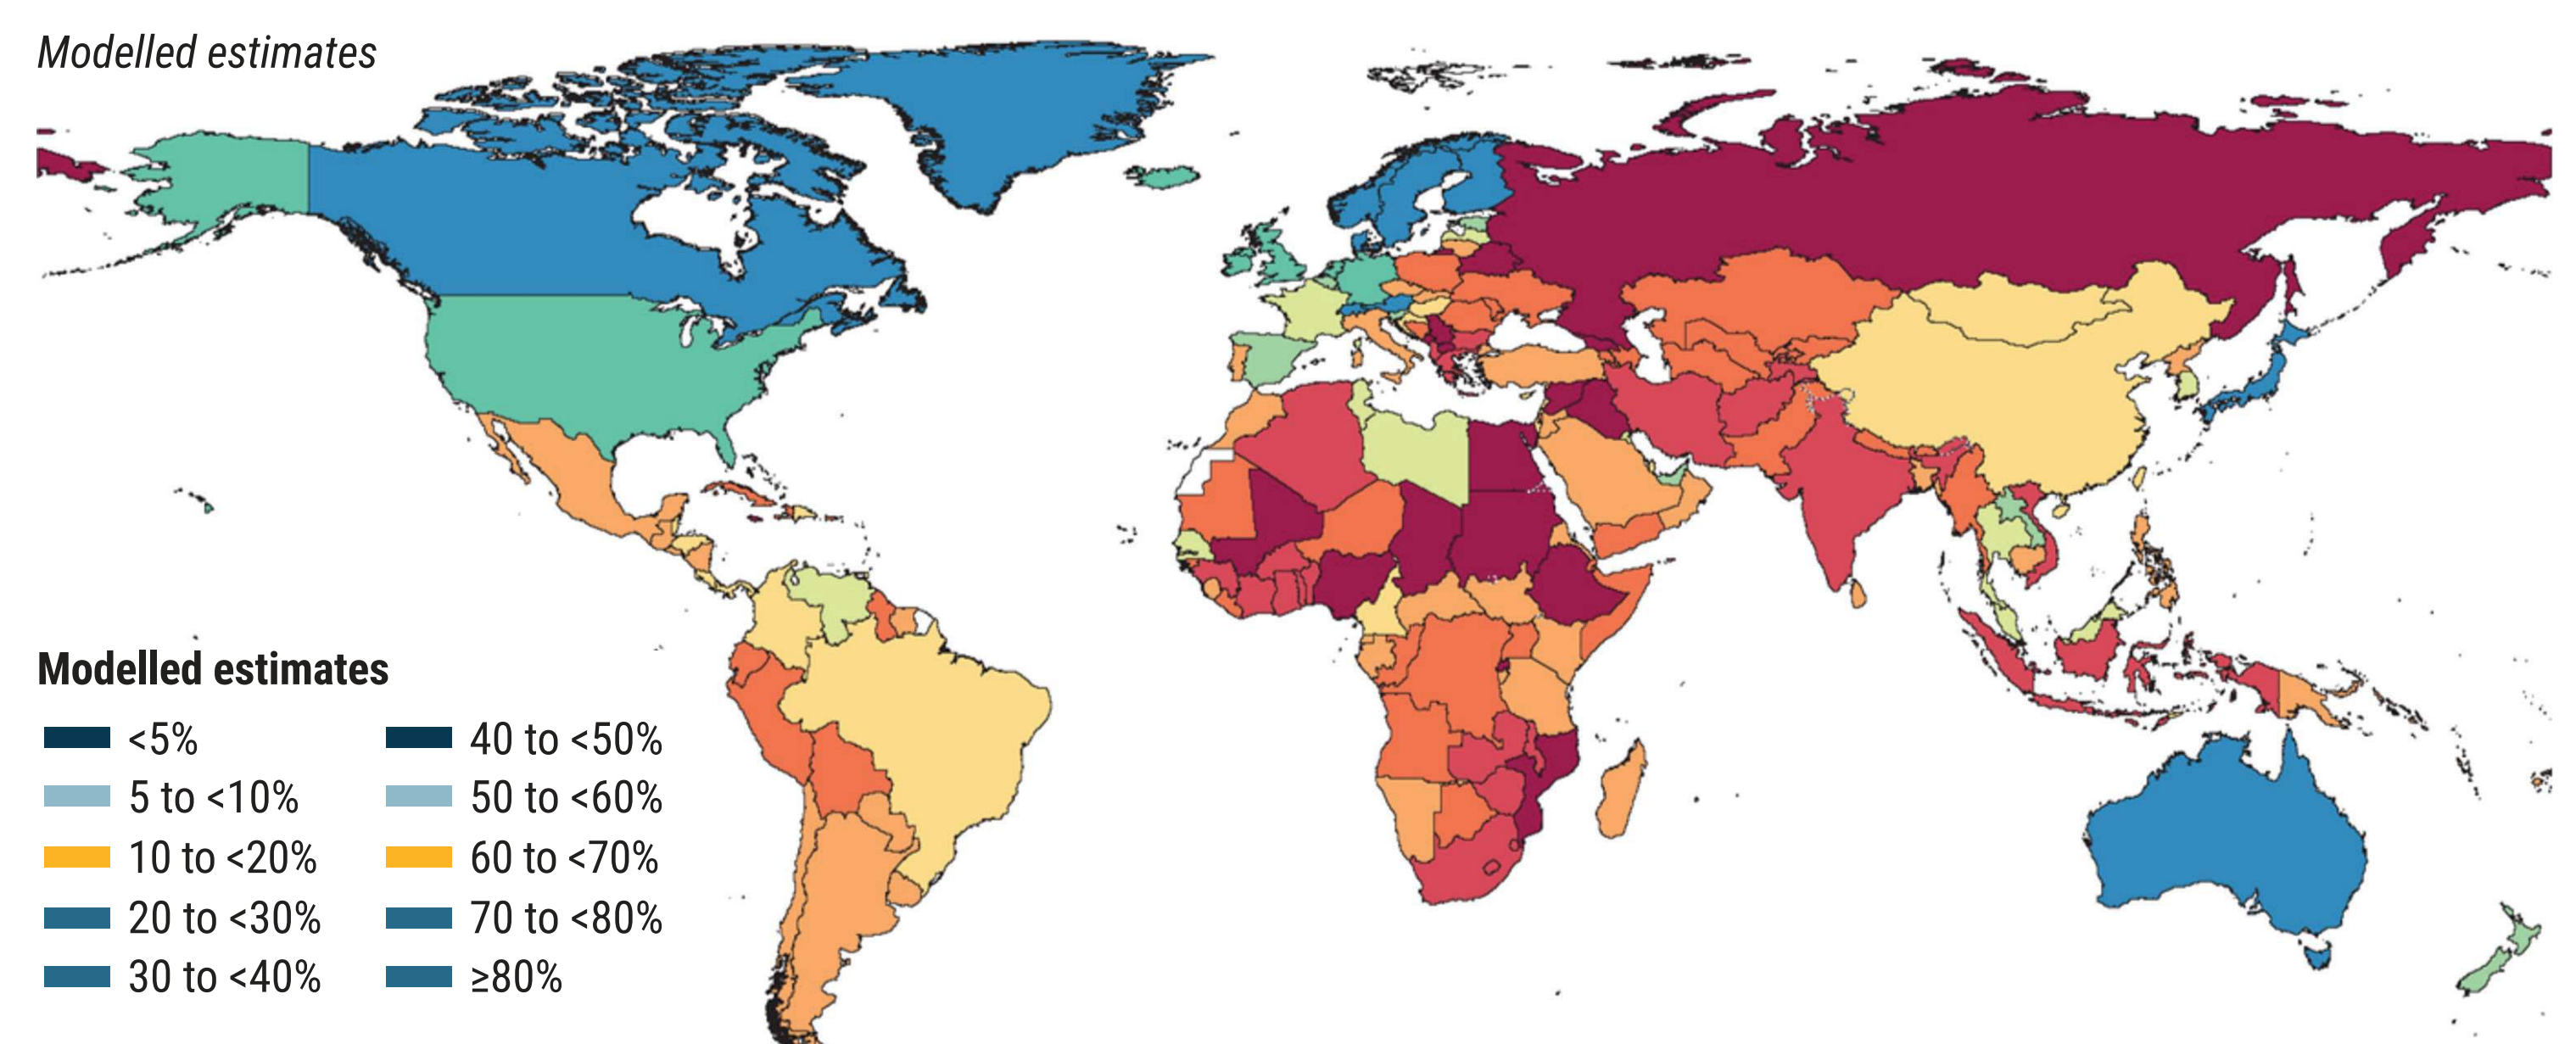 Modelled estimates
Modelled estimates
<5%
5 to <10%
10 to <20%
20 to <30%
30 to <40%
40 to <50%
50 to <60%
60 to <70%
70 to <80%
≥80%